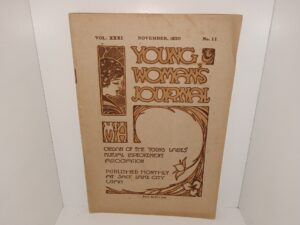 VOL. XXXI NOVEMBER, 1920 No. 11
YOUNG
WOMAN'S
JOURNAL
MIA
ORGAN OF THE YOUNG LADIES'
MUTUAL IMPROVEMENT
ASSOCIATION
PUBLISHED MONTHLY
AT SALT LAKE CITY
UTAH